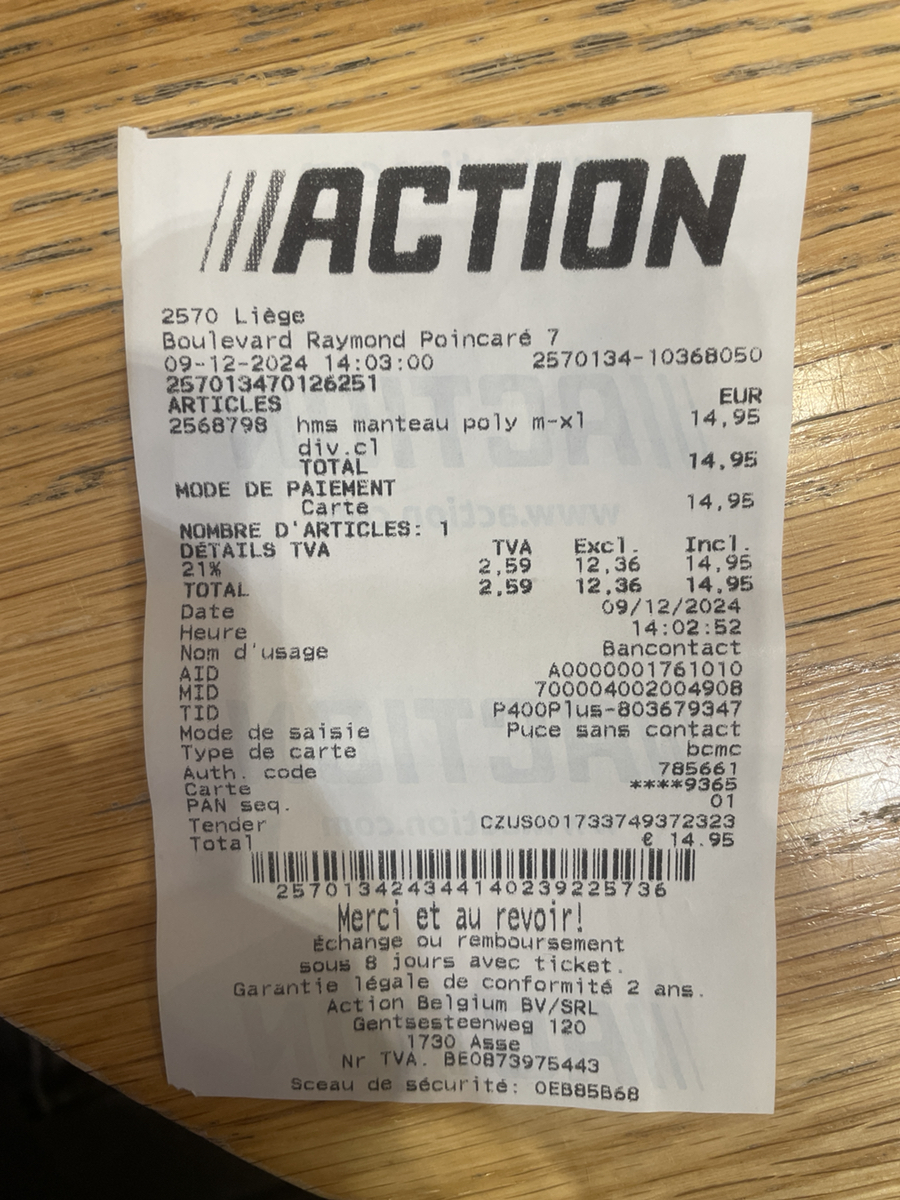 ACTION
2570 Liège
Boulevard Raymond Poincaré 7
09-12-2024 14:03:00 2570134-10368050
257013470126251
ARTICLES EUR
2568798 hms manteau poly m-xl 14,95
div.cl
TOTAL 14,95
MODE DE PAIEMENT
Carte 14,95
NOMBRE D'ARTICLES: 1
DÉTAILS TVA TVA Excl. Incl.
21% 2,59 12,36 14,95
TOTAL 2,59 12,36 14,95
Date 09/12/2024
Heure 14:02:52
Nom d'usage Bancontact
AID A0000001761010
MID 700004002004908
TID P400Plus-803679347
Mode de saisie Puce sans contact
Type de carte bcmc
Auth. code 785661
Carte ****9365
PAN seq. 01
Tender CZUS001733749372323
Total € 14.95
257013424344140239225736
Merci et au revoir!
Échange ou remboursement
sous 8 jours avec ticket.
Garantie légale de conformité 2 ans.
Action Belgium BV/SRL
Gentsesteenweg 120
1730 Asse
Nr TVA. BE0873975443
Sceau de sécurité: 0EB85B68